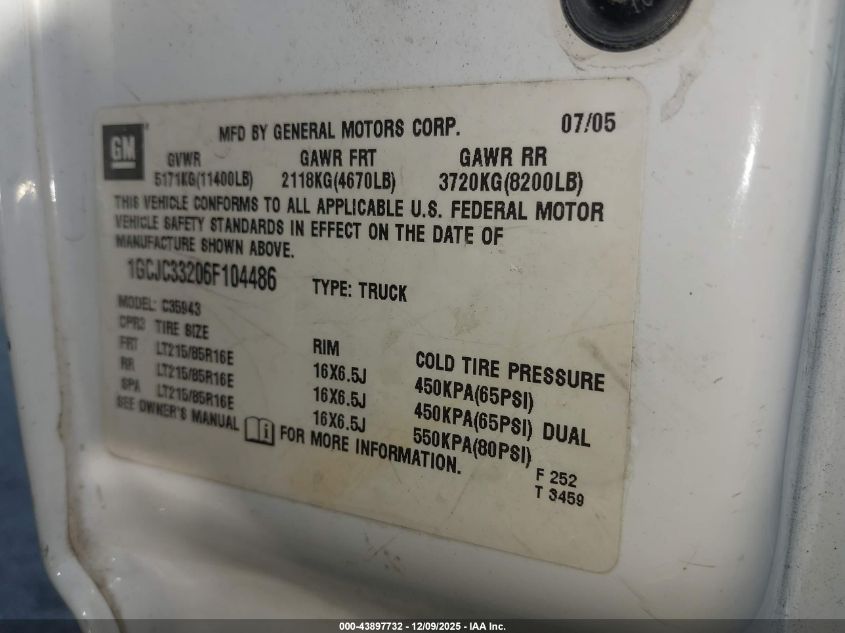 GM
MFD BY GENERAL MOTORS CORP. 07/05
GVWR GAWR FRT GAWR RR
5171KG(11400LB) 2118KG(4670LB) 3720KG(8200LB)
THIS VEHICLE CONFORMS TO ALL APPLICABLE U.S. FEDERAL MOTOR
VEHICLE SAFETY STANDARDS IN EFFECT ON THE DATE OF
MANUFACTURE SHOWN ABOVE.
1GCJC33206F104486 TYPE: TRUCK
MODEL: C35943
CPR2 TIRE SIZE RIM COLD TIRE PRESSURE
FRT LT215/85R16E 16X6.5J 450KPA(65PSI)
RR LT215/85R16E 16X6.5J 450KPA(65PSI) DUAL
SPA LT215/85R16E 16X6.5J 550KPA(80PSI)
SEE OWNER'S MANUAL FOR MORE INFORMATION.
F 252
T 3459
000-43897732 - 12/09/2025 - IAA Inc.